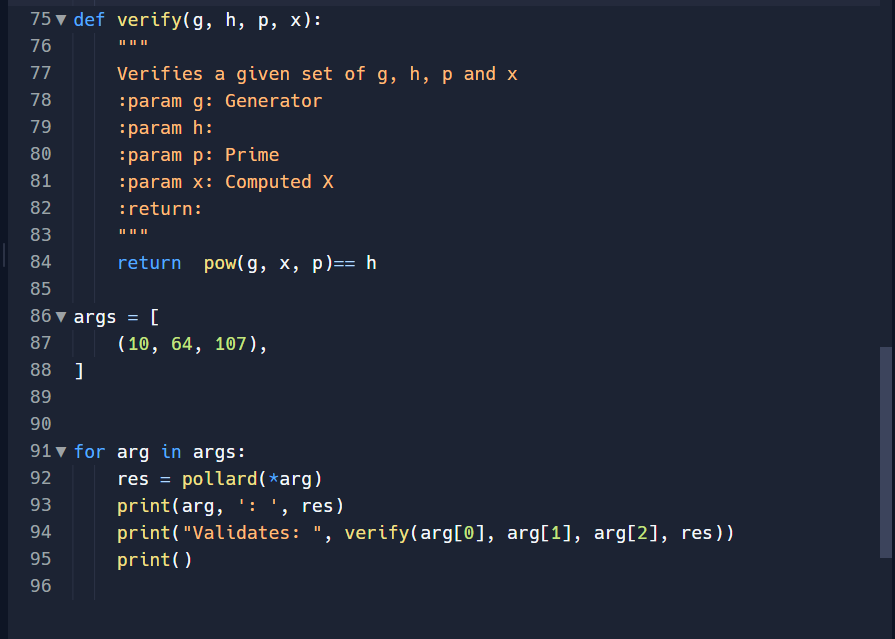 75 def verify(g, h, p, x):
76     """
77     Verifies a given set of g, h, p and x
78     :param g: Generator
79     :param h:
80     :param p: Prime
81     :param x: Computed X
82     :return:
83     """
84     return  pow(g, x, p)== h
85
86 args = [
87     (10, 64, 107),
88 ]
89
90
91 for arg in args:
92     res = pollard(*arg)
93     print(arg, ': ', res)
94     print("Validates: ", verify(arg[0], arg[1], arg[2], res))
95     print()
96